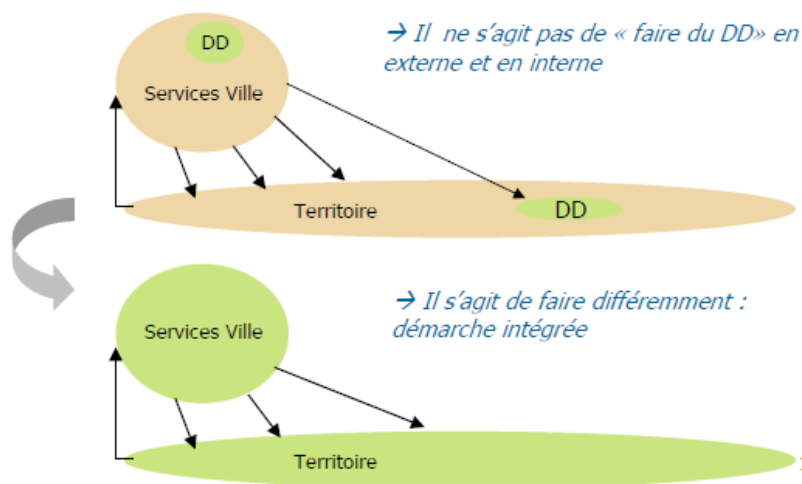 DD
→ Il ne s’agit pas de « faire du DD» en
externe et en interne
Services Ville
Territoire
DD
→ Il s’agit de faire différemment :
démarche intégrée
Services Ville
Territoire